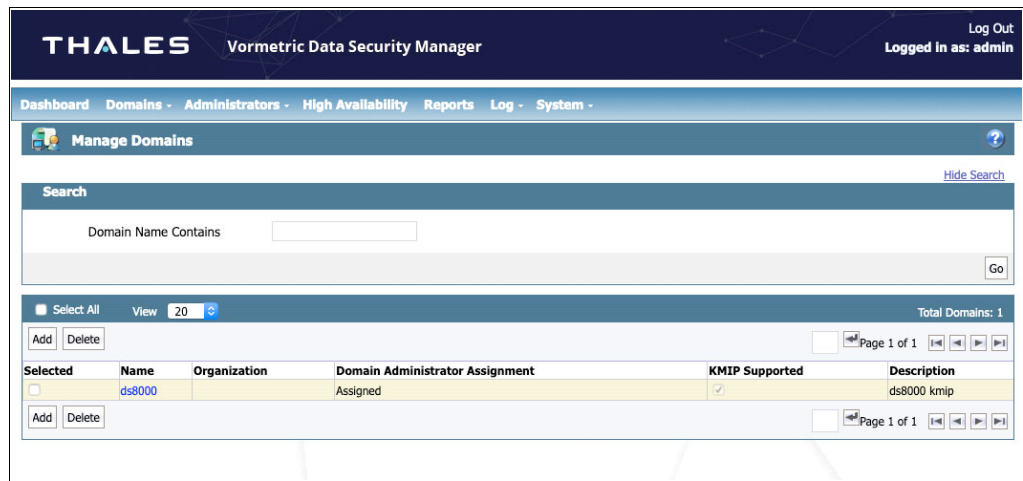 Log Out
THALES Vormetric Data Security Manager
Logged in as: admin
Dashboard Domains Administrators High Availability Reports Log System
Manage Domains ?
Hide Search
Search
Domain Name Contains
Go
Select All View 20 Total Domains: 1
Add Delete Page 1 of 1
Selected Name Organization Domain Administrator Assignment KMIP Supported Description
ds8000 Assigned ds8000 kmip
Add Delete Page 1 of 1